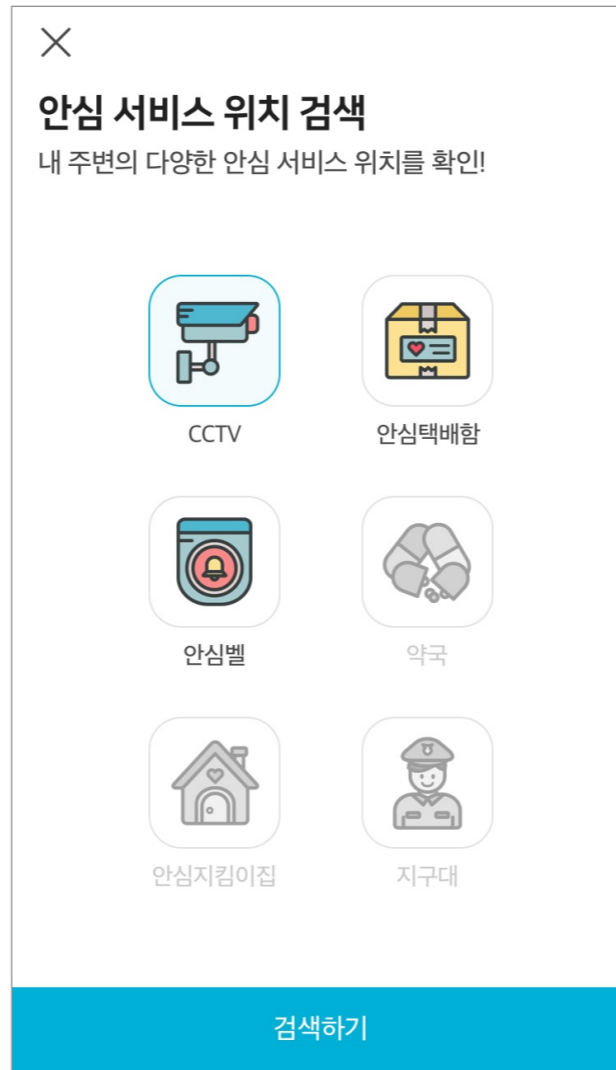 안심 서비스 위치 검색
내 주변의 다양한 안심 서비스 위치를 확인!
CCTV
안심택배함
안심벨
약국
안심지킴이집
지구대
검색하기